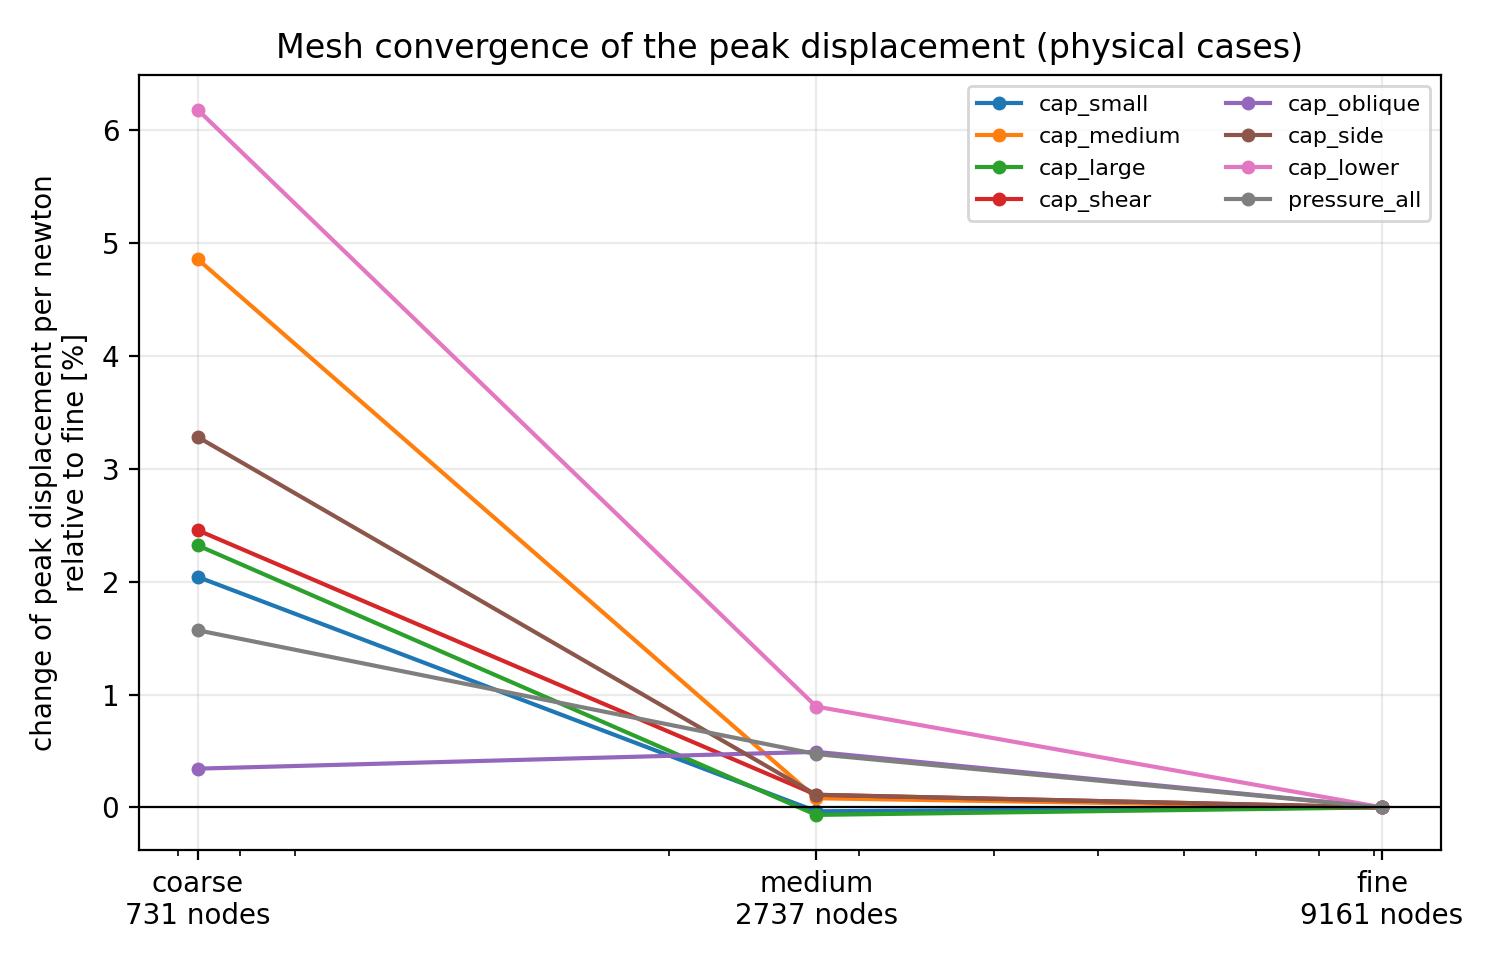 Mesh convergence of the peak displacement (physical cases)
change of peak displacement per newton
relative to fine [%]
6
5
4
3
2
1
0
cap_small
cap_medium
cap_large
cap_shear
cap_oblique
cap_side
cap_lower
pressure_all
coarse
731 nodes
medium
2737 nodes
fine
9161 nodes